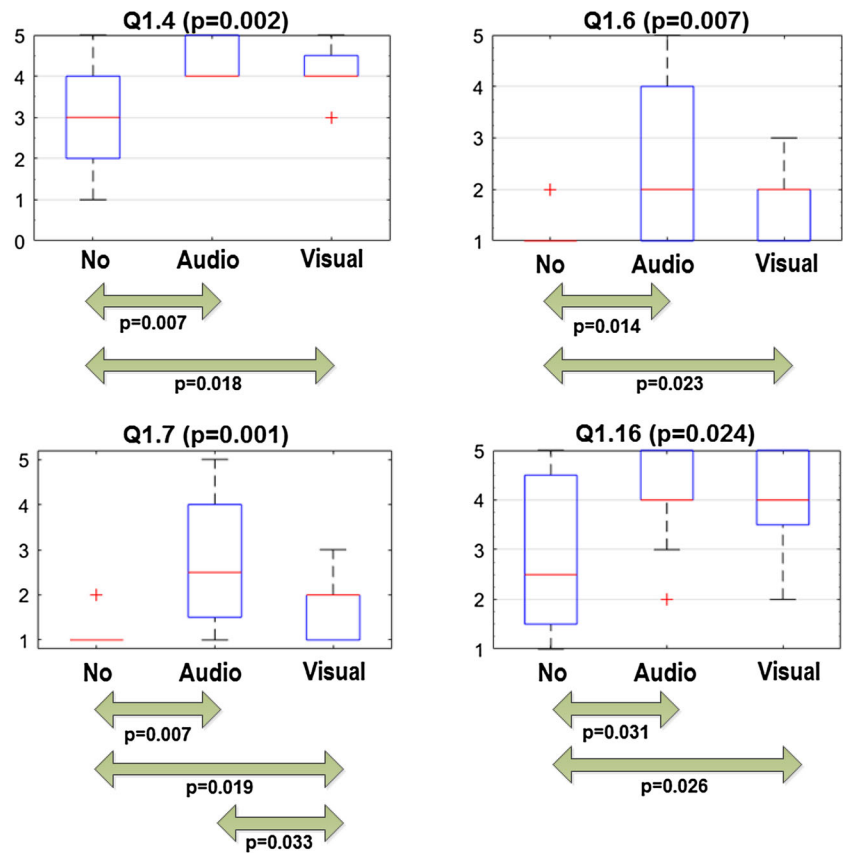 Q1.4 (p=0.002)
5
4
3
2
1
0
No Audio Visual
p=0.007
p=0.018
Q1.6 (p=0.007)
5
4
3
2
1
No Audio Visual
p=0.014
p=0.023
Q1.7 (p=0.001)
5
4
3
2
1
No Audio Visual
p=0.007
p=0.019
p=0.033
Q1.16 (p=0.024)
5
4
3
2
1
No Audio Visual
p=0.031
p=0.026